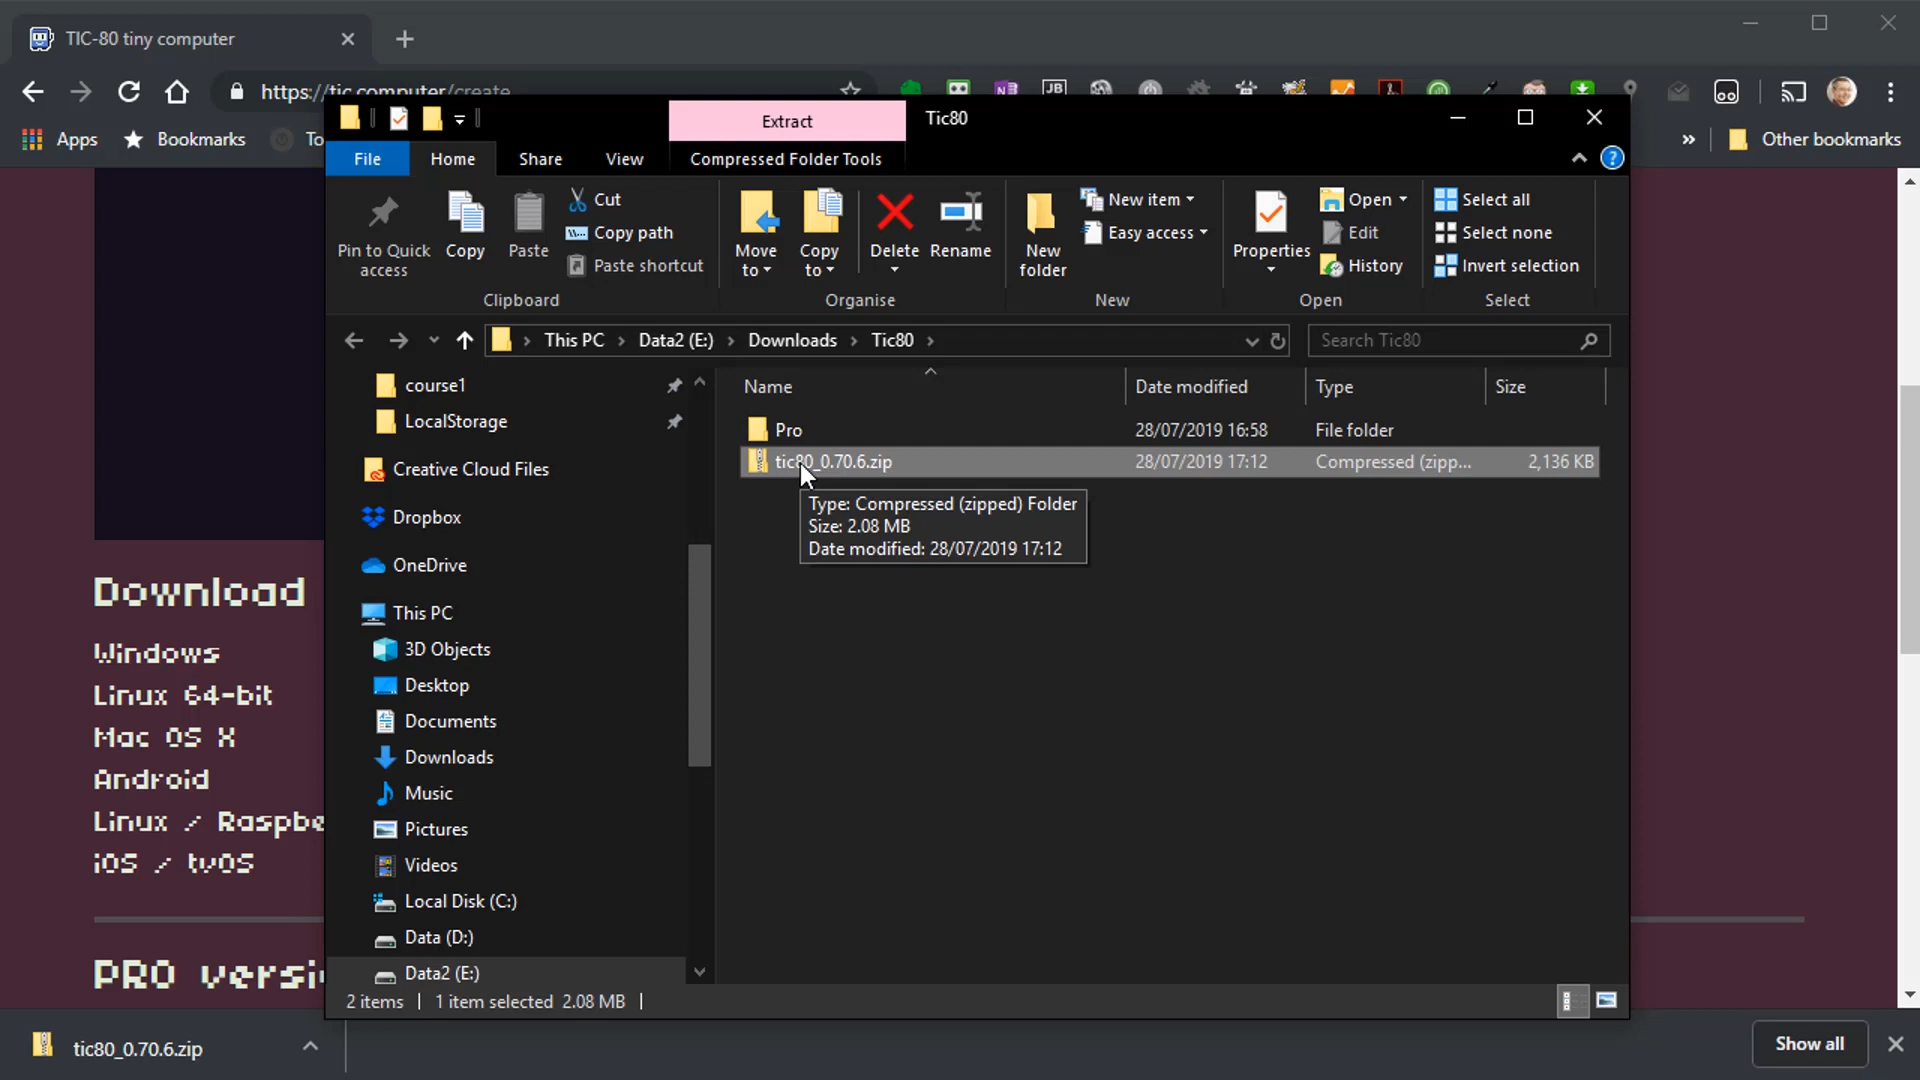 TIC-80 tiny computer
https://tic.computer/create
Apps
Bookmarks
To
Other bookmarks
Extract
Tic80
File
Home
Share
View
Compressed Folder Tools
Pin to Quick access
Copy
Paste
Cut
Copy path
Paste shortcut
Clipboard
Move to
Copy to
Delete
Rename
Organise
New folder
New item
Easy access
New
Properties
Open
Edit
History
Open
Select all
Select none
Invert selection
Select
This PC
Data2 (E:)
Downloads
Tic80
Search Tic80
course1
LocalStorage
Creative Cloud Files
Dropbox
OneDrive
This PC
3D Objects
Desktop
Documents
Downloads
Music
Pictures
Videos
Local Disk (C:)
Data (D:)
Data2 (E:)
Name
Date modified
Type
Size
Pro
28/07/2019 16:58
File folder
tic80_0.70.6.zip
28/07/2019 17:12
Compressed (zipp...
2,136 KB
Type: Compressed (zipped) Folder
Size: 2.08 MB
Date modified: 28/07/2019 17:12
2 items
1 item selected 2.08 MB
Download
Windows
Linux 64-bit
Mac OS X
Android
Linux / Raspbe
iOS / tvOS
PRO versi
tic80_0.70.6.zip
Show all